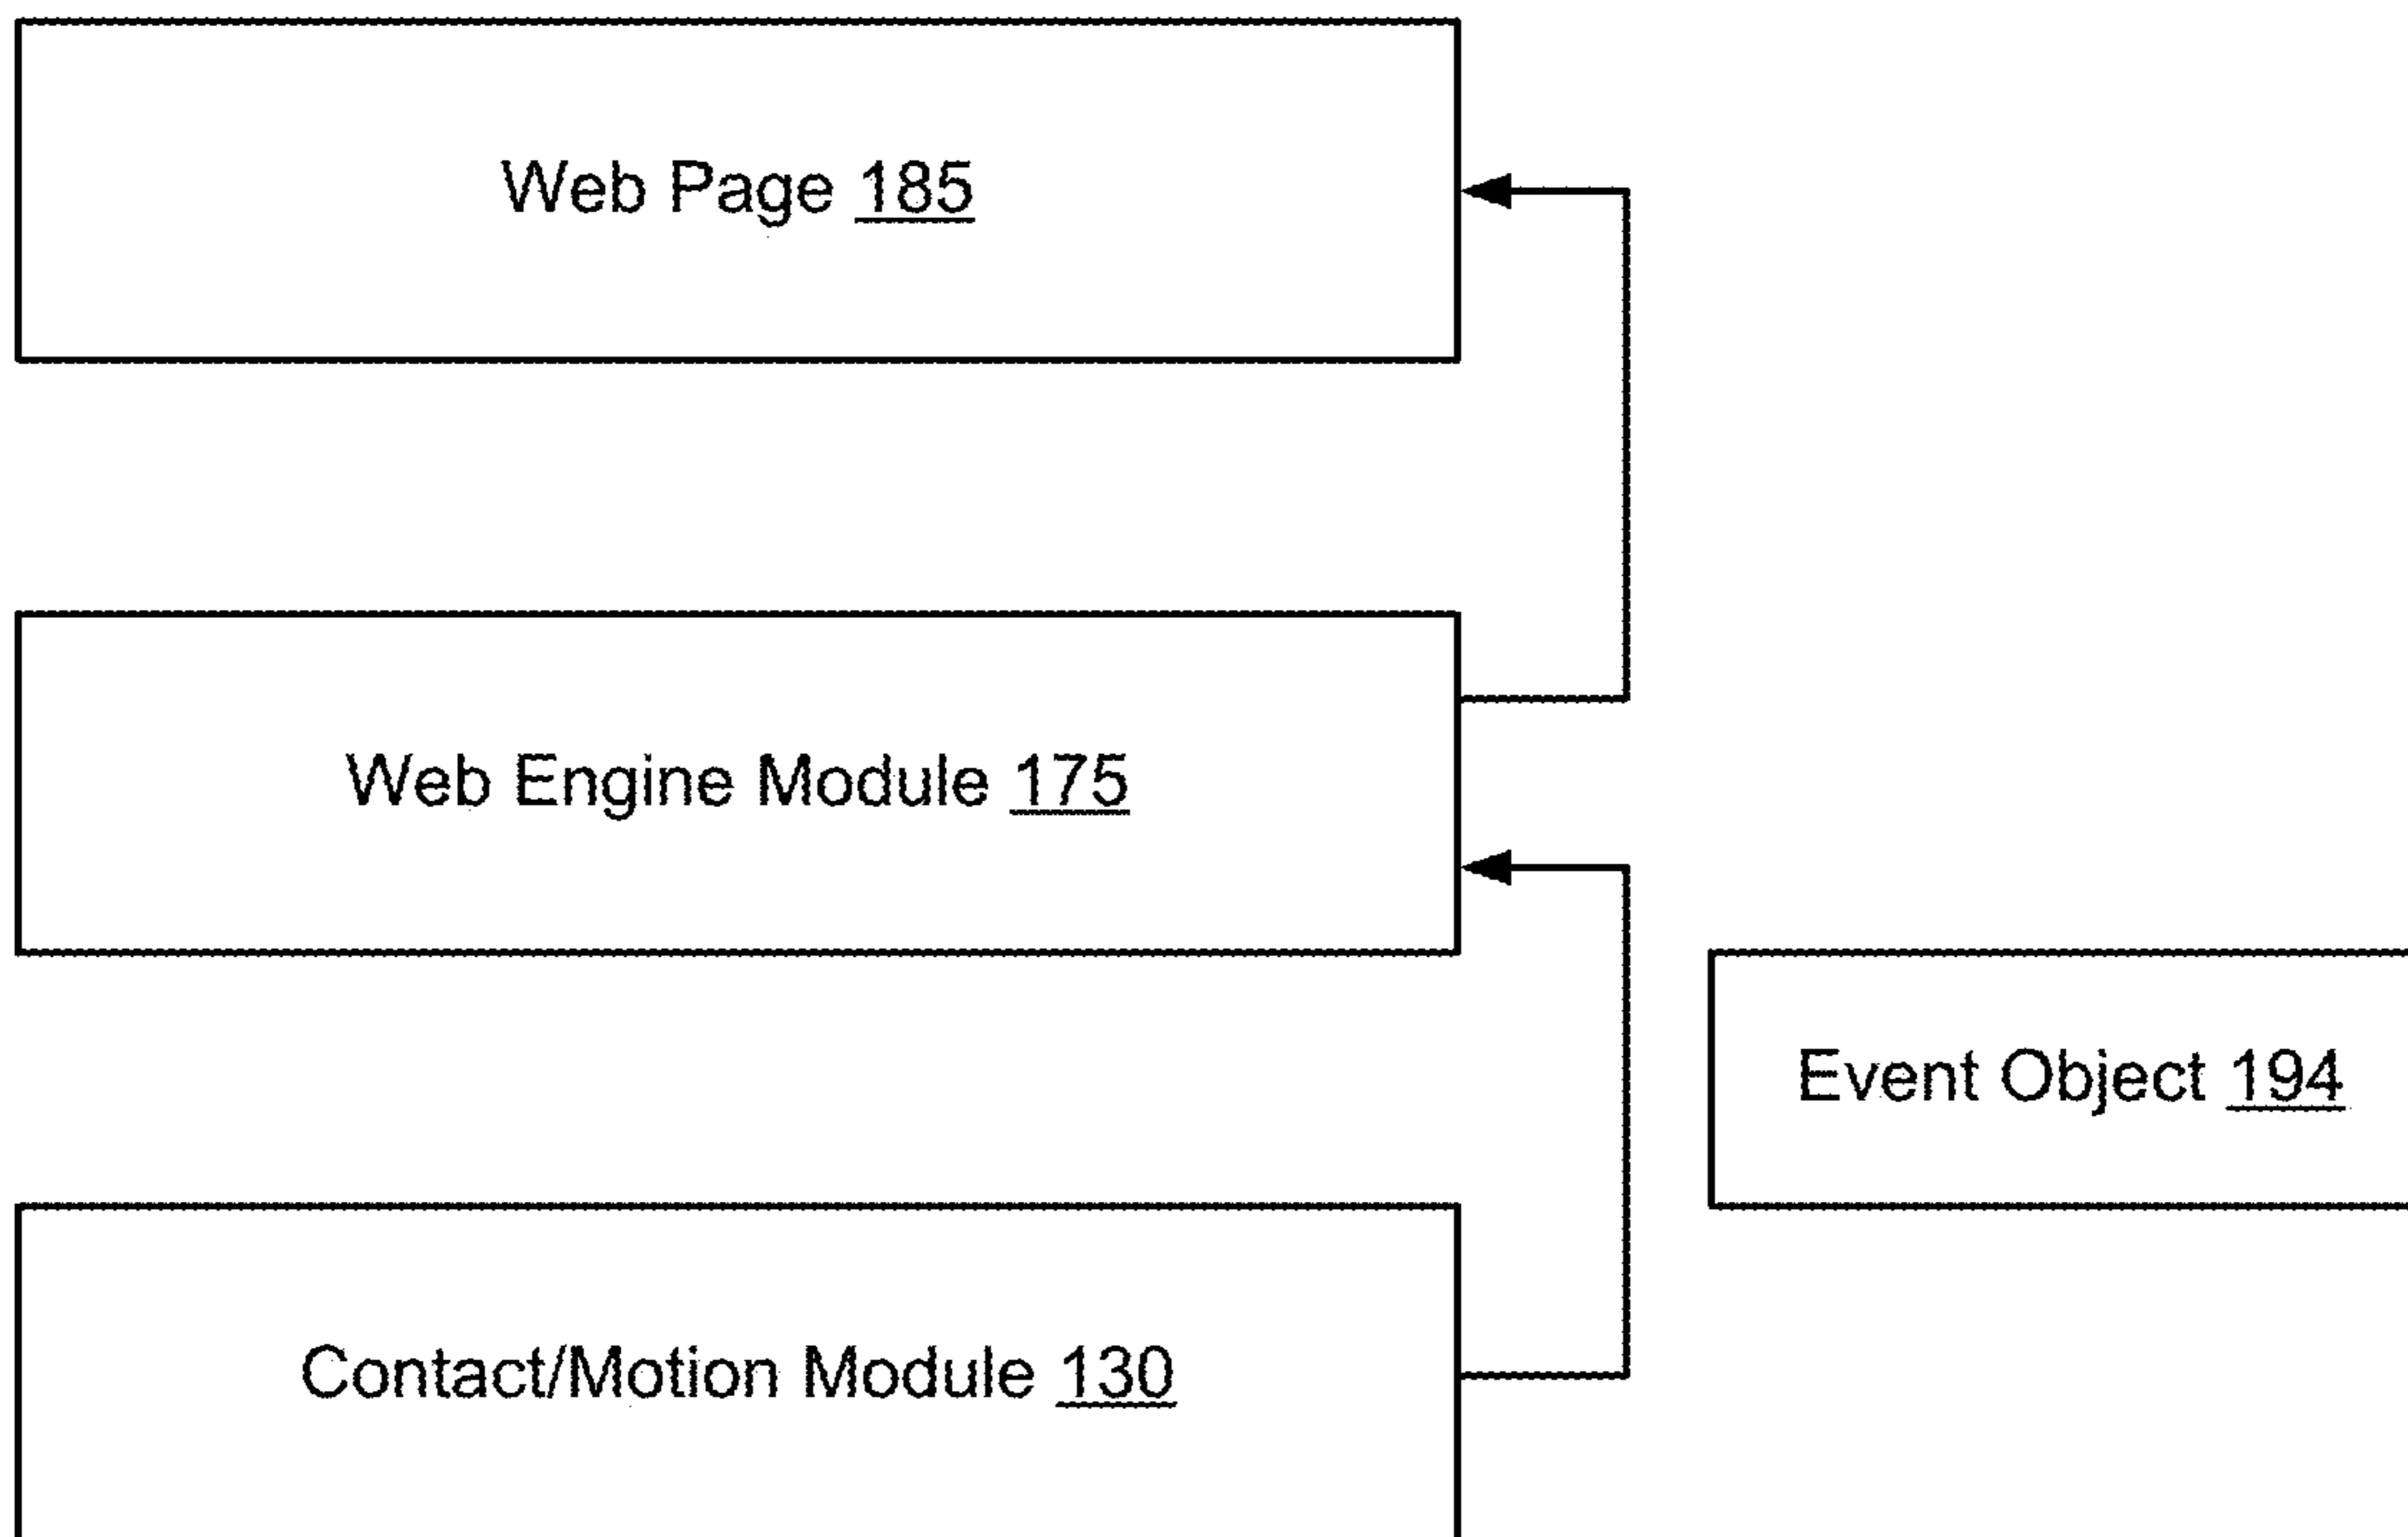 Web Page 185
Web Engine Module 175
Event Object 194
Contact/Motion Module 130